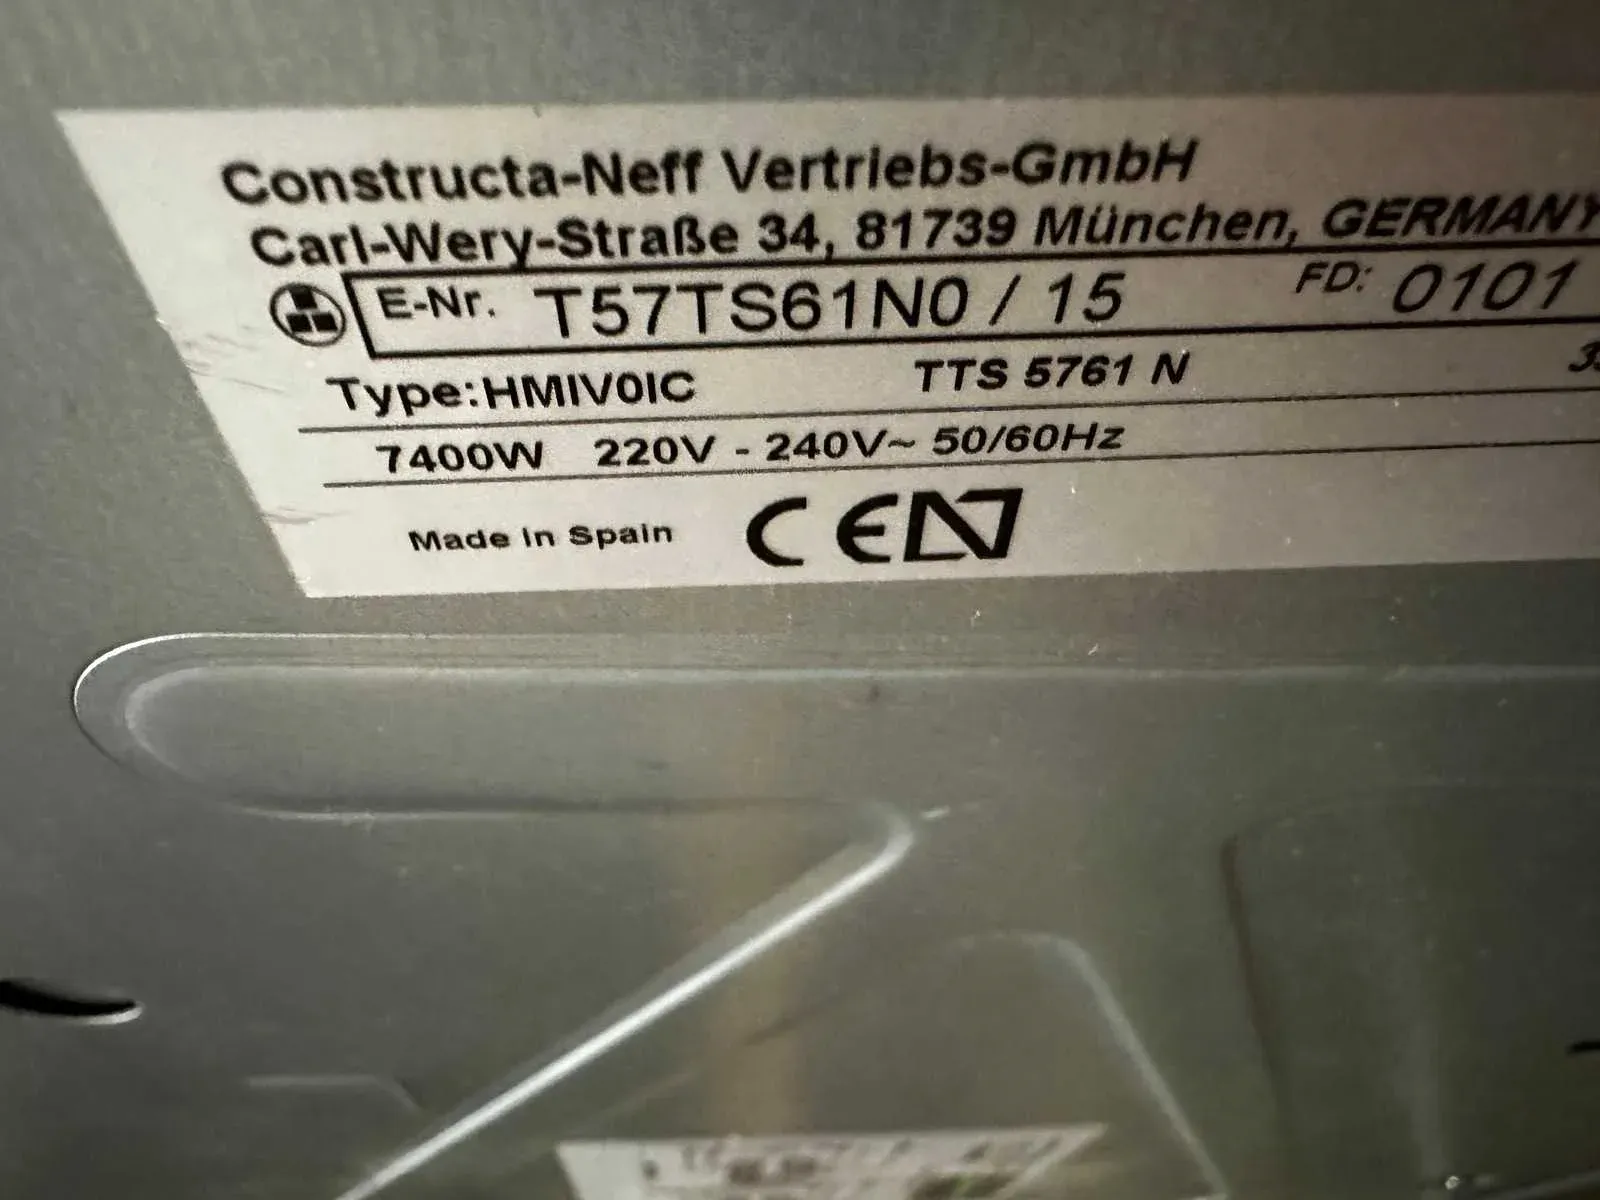 Constructa-Neff Vertriebs-GmbH
Carl-Wery-Straße 34, 81739 München, GERMANY
E-Nr. T57TS61N0 / 15 FD: 0101
Type:HMIV0IC TTS 5761 N
7400W 220V - 240V~ 50/60Hz
Made in Spain CE